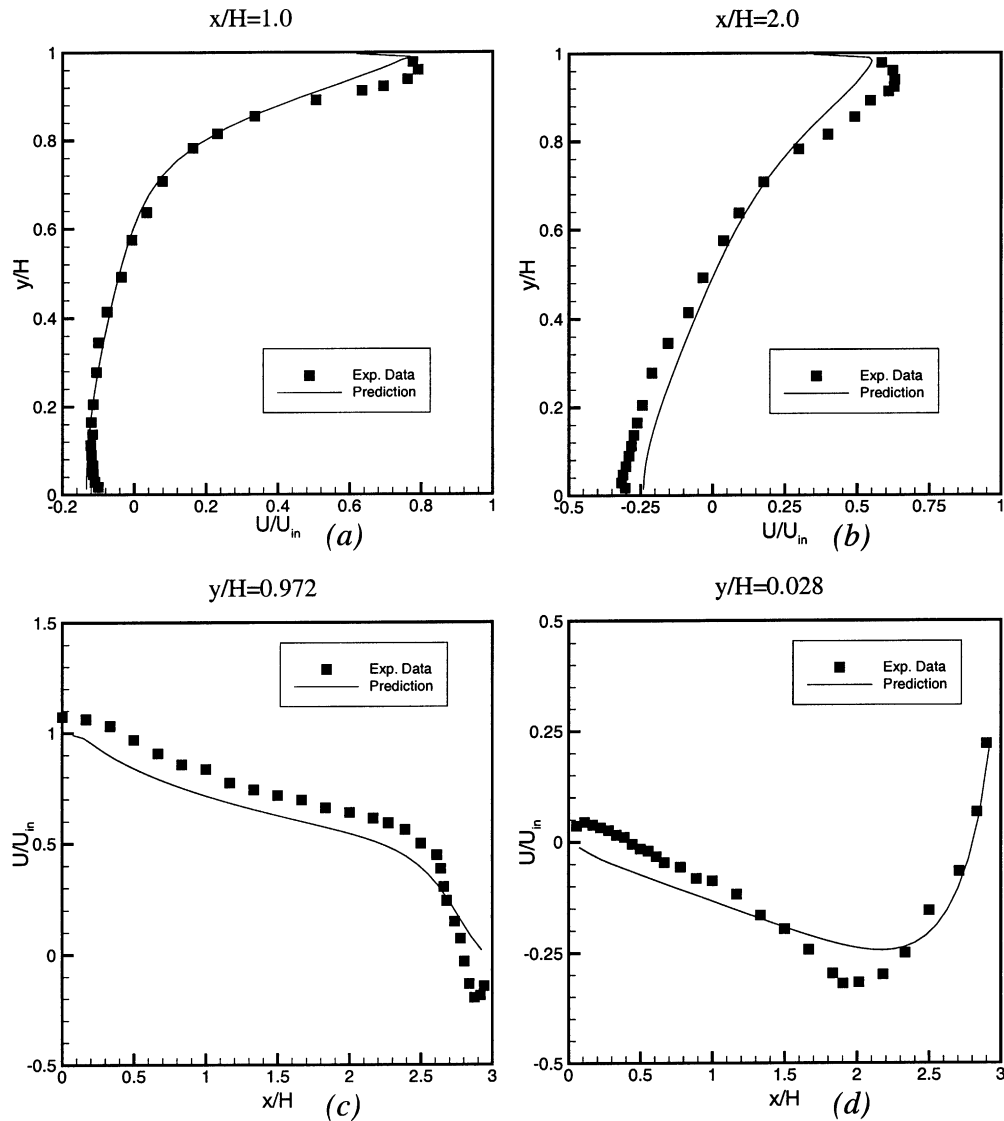 x/H=1.0
1
0.8
0.6
0.4
0.2
0
y/H
-0.2
0
0.2
0.4
0.6
0.8
1
U/U_in
(a)
Exp. Data
Prediction
x/H=2.0
1
0.8
0.6
0.4
0.2
0
y/H
-0.5
-0.25
0
0.25
0.5
0.75
1
U/U_in
(b)
Exp. Data
Prediction
y/H=0.972
1.5
1
0.5
0
-0.5
U/U_in
0
0.5
1
1.5
2
2.5
3
x/H
(c)
Exp. Data
Prediction
y/H=0.028
0.5
0.25
0
-0.25
-0.5
U/U_in
0
0.5
1
1.5
2
2.5
3
x/H
(d)
Exp. Data
Prediction